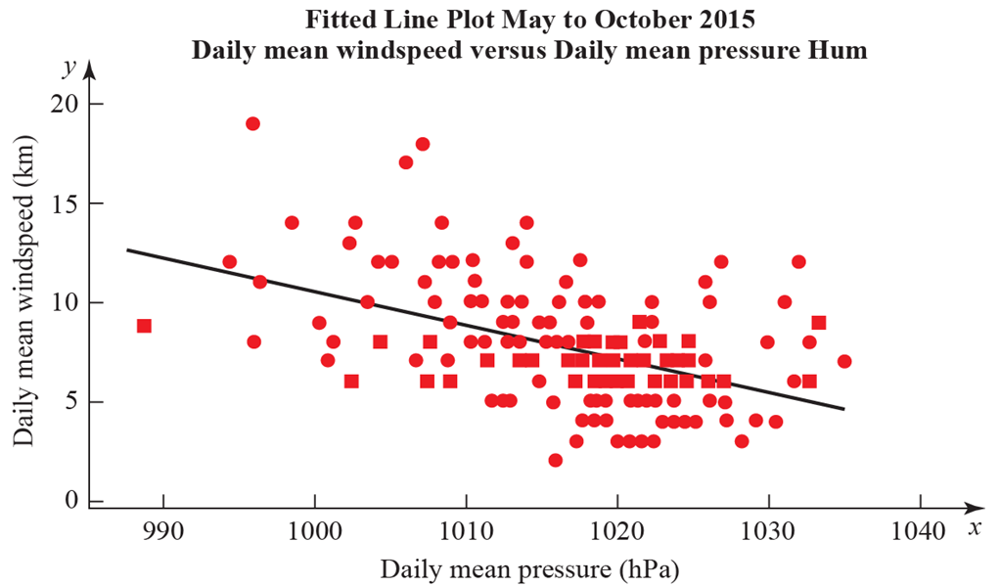 Fitted Line Plot May to October 2015
Daily mean windspeed versus Daily mean pressure Hum
y
20
15
10
5
0
Daily mean windspeed (km)
990 1000 1010 1020 1030 1040 x
Daily mean pressure (hPa)